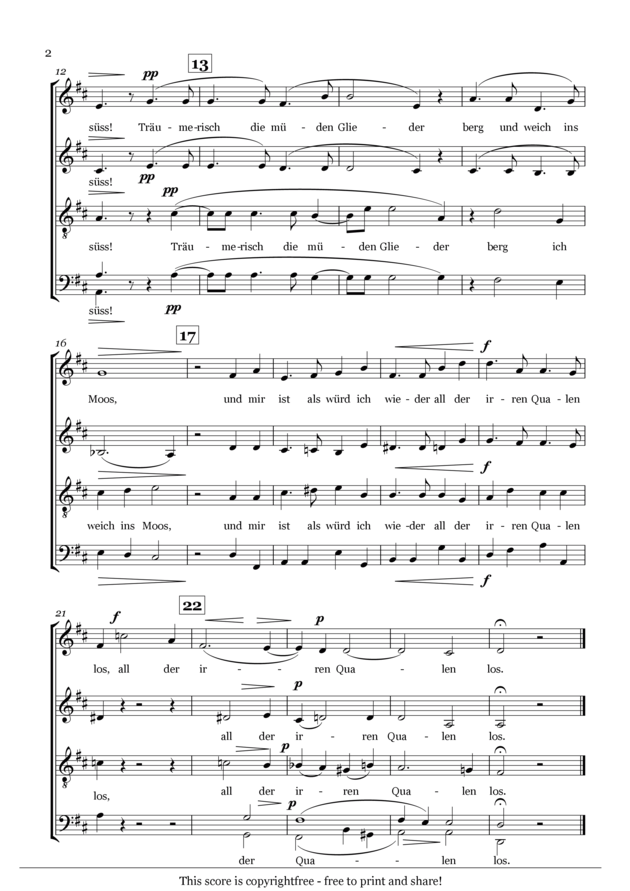 2
12
pp
13
süss! Träu - me-risch die mü - den Glie - der berg und weich ins
süss!
pp
pp
süss! Träu - me-risch die mü - den Glie - der berg ich
süss!
pp
16
17
f
Moos, und mir ist als würd ich wie-der all der ir-ren Qua-len
f
weich ins Moos, und mir ist als würd ich wie-der all der ir-ren Qua-len
f
21
f
22
p
los, all der ir - - ren Qua - len los.
p
all der ir - ren Qua - len los.
p
los, all der ir - ren Qua - len los.
p
der Qua - - len los.
This score is copyrightfree - free to print and share!